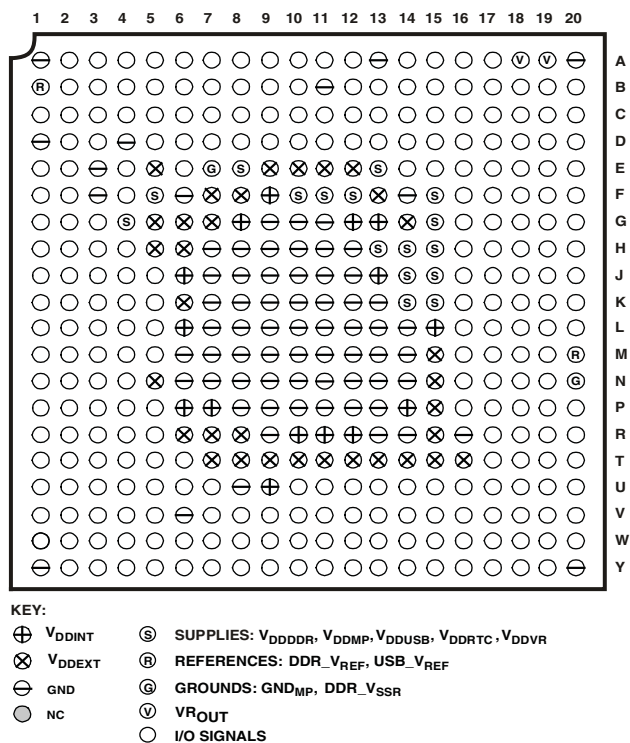 1 2 3 4 5 6 7 8 9 10 11 12 13 14 15 16 17 18 19 20
V V A
R B
C
D
G S S E
S S S S S F
S S G
S S S H
S S J
S S K
L
R M
G N
P
R
T
U
V
W
Y
KEY:
VDDINT S SUPPLIES: VDDDDR, VDDMP, VDDUSB, VDDRTC, VDDVR
VDDEXT R REFERENCES: DDR_VREF, USB_VREF
GND G GROUNDS: GNDMP, DDR_VSSR
NC V VROUT
I/O SIGNALS